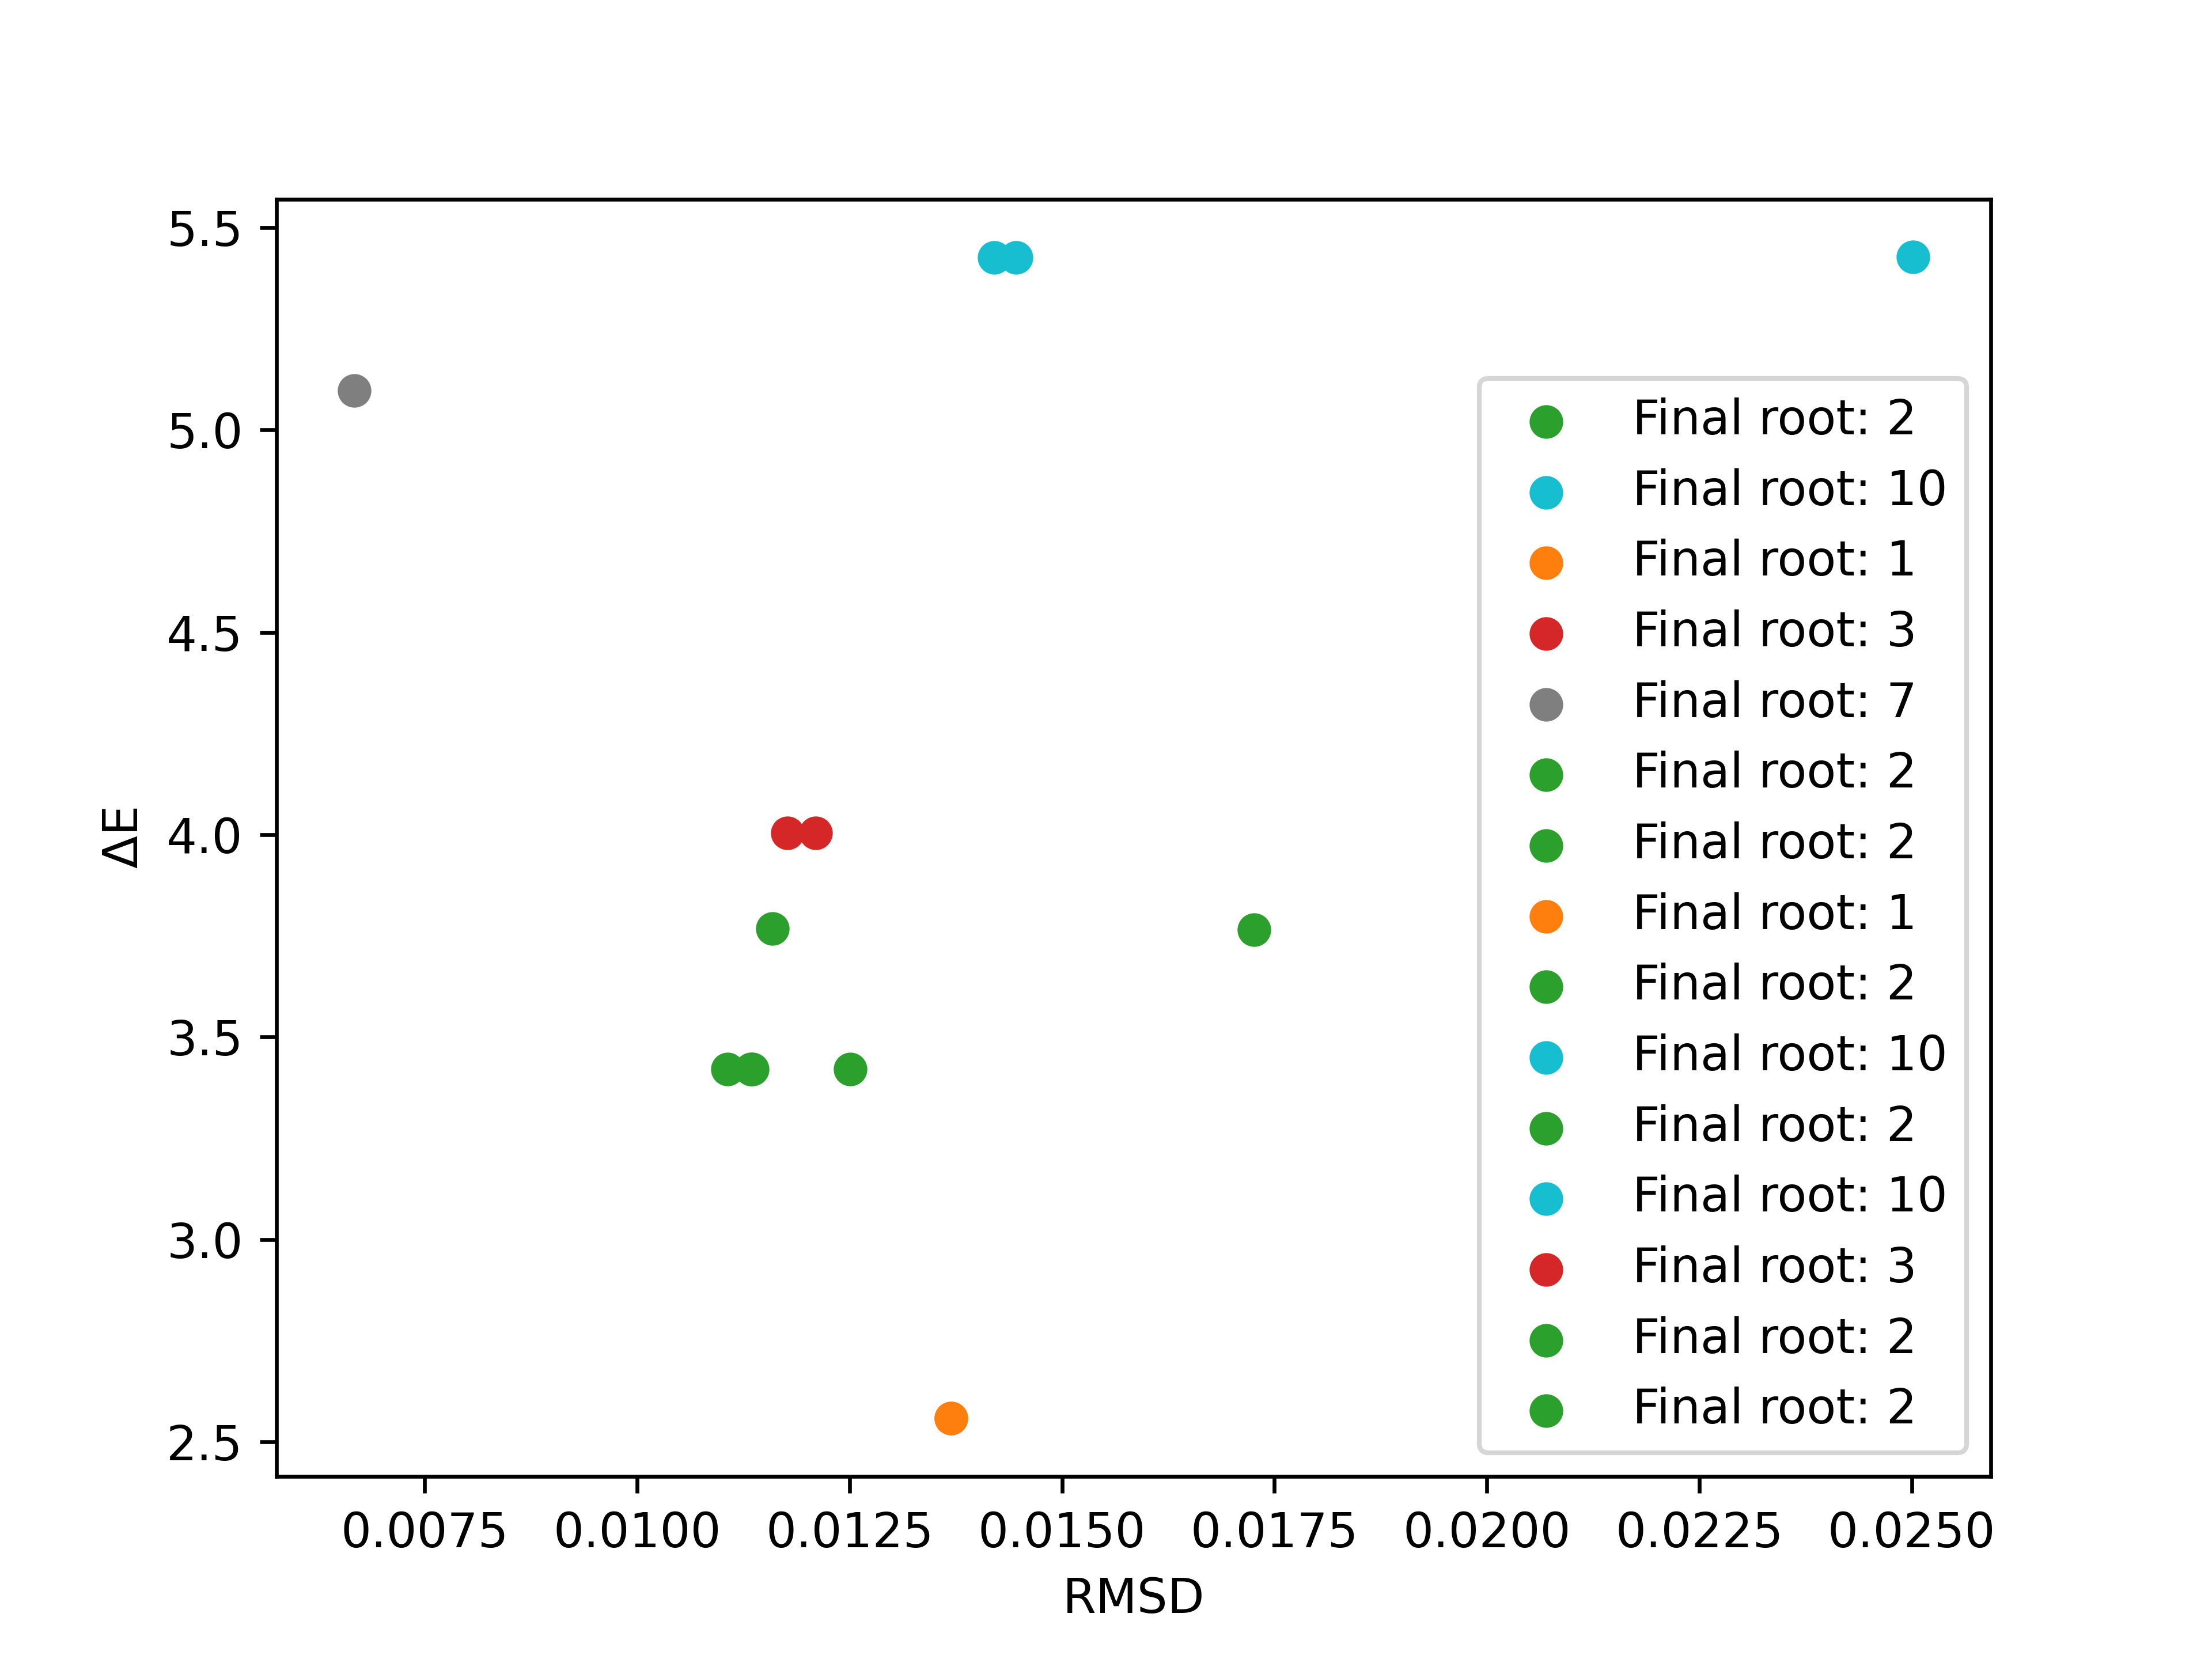 5.5
5.0
4.5
4.0
3.5
3.0
2.5
ΔE
0.0075 0.0100 0.0125 0.0150 0.0175 0.0200 0.0225 0.0250
RMSD
Final root: 2
Final root: 10
Final root: 1
Final root: 3
Final root: 7
Final root: 2
Final root: 2
Final root: 1
Final root: 2
Final root: 10
Final root: 2
Final root: 10
Final root: 3
Final root: 2
Final root: 2